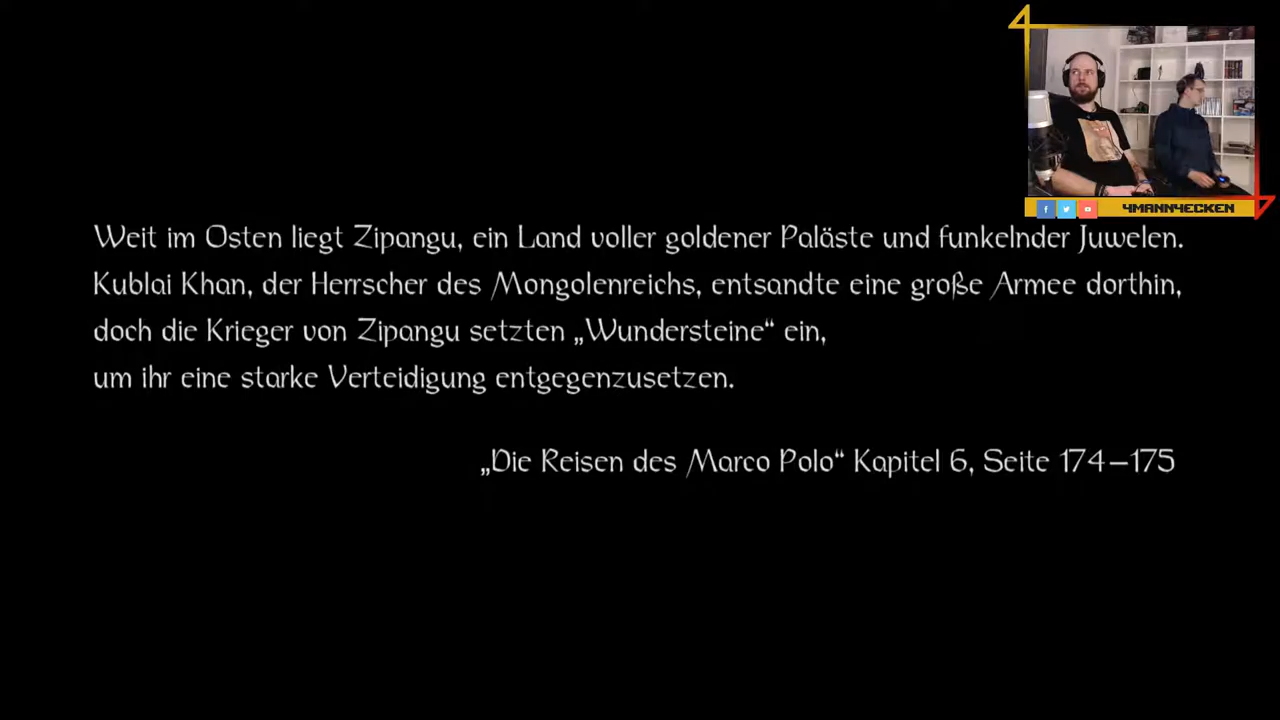 Weit im Osten liegt Zipangu, ein Land voller goldener Paläste und funkelnder Juwelen.
Kublai Khan, der Herrscher des Mongolenreichs, entsandte eine große Armee dorthin,
doch die Krieger von Zipangu setzten „Wundersteine“ ein,
um ihr eine starke Verteidigung entgegenzusetzen.
„Die Reisen des Marco Polo“ Kapitel 6, Seite 174–175
4MANN4ECKEN